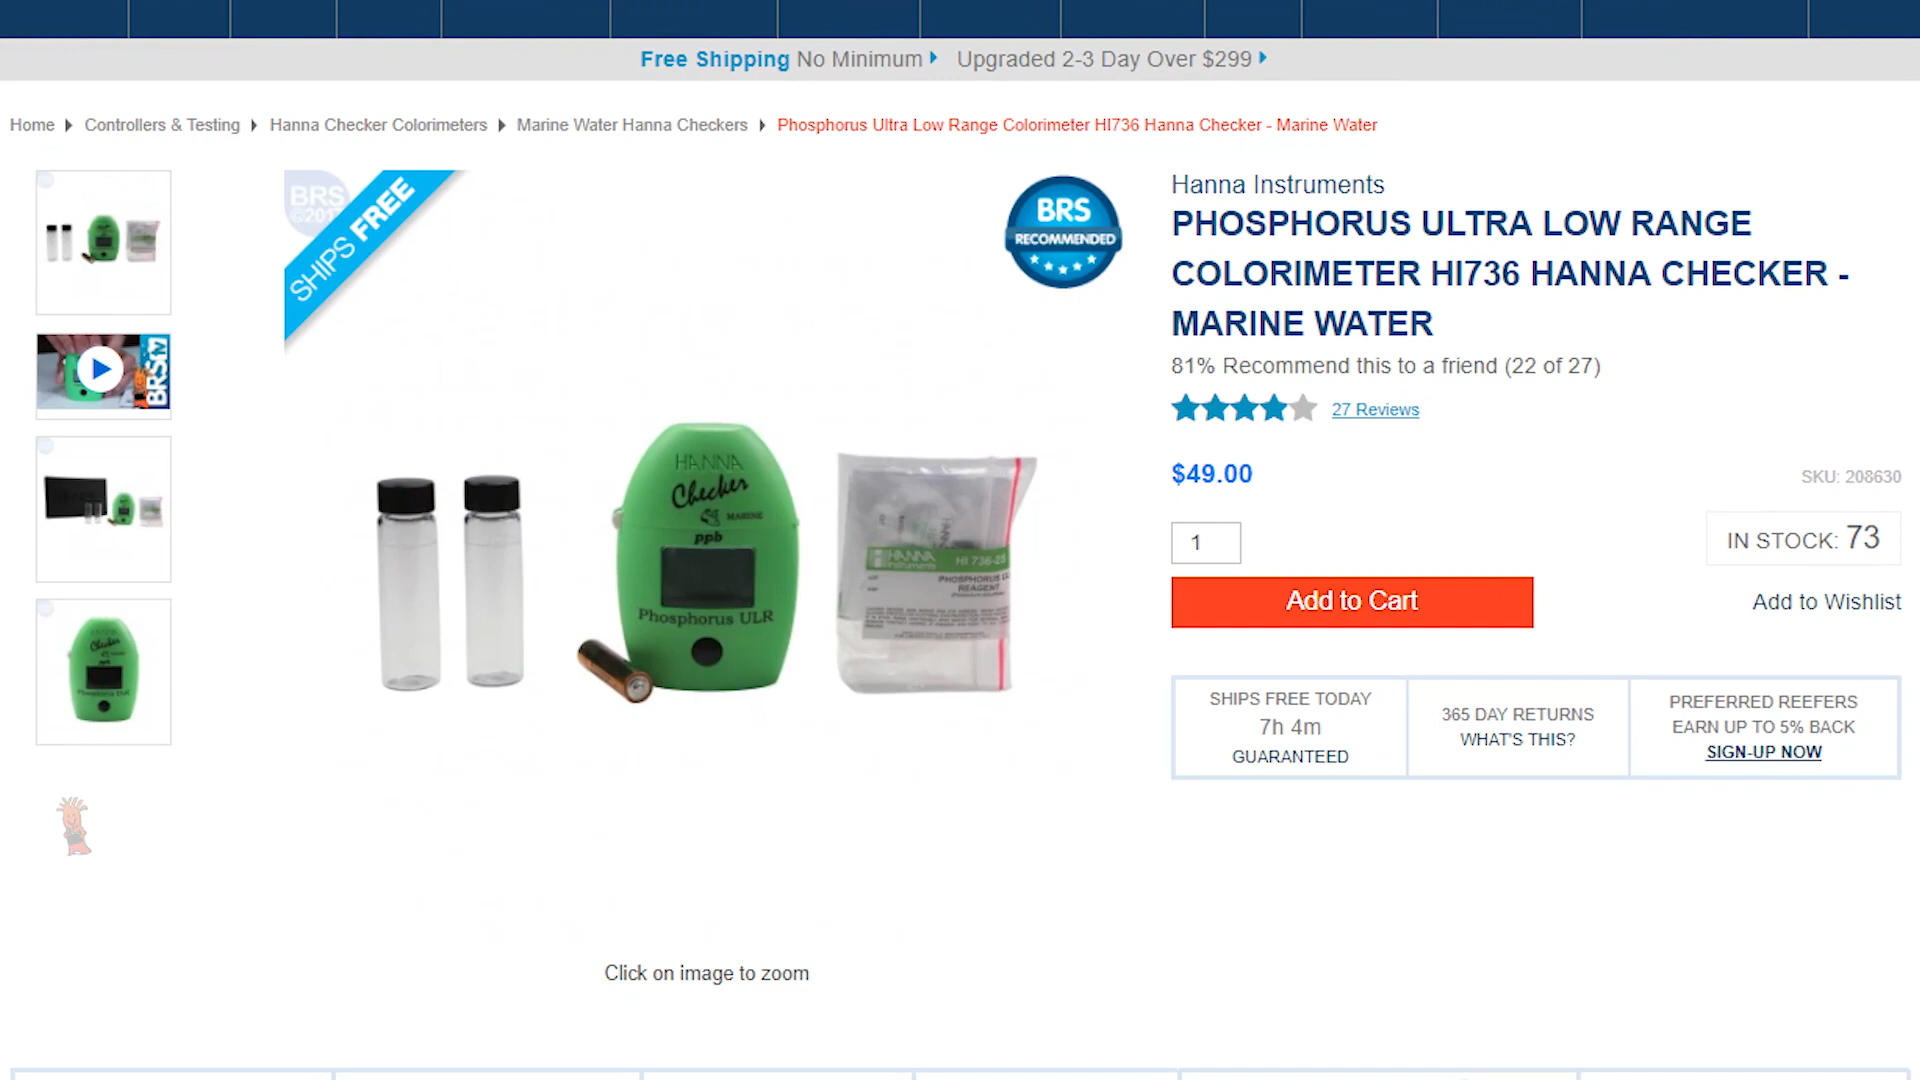 Free Shipping No Minimum Upgraded 2-3 Day Over $299
Home Controllers & Testing Hanna Checker Colorimeters Marine Water Hanna Checkers Phosphorus Ultra Low Range Colorimeter HI736 Hanna Checker - Marine Water
BRS
SHIPS FREE
BRS
RECOMMENDED
Hanna Instruments
PHOSPHORUS ULTRA LOW RANGE
COLORIMETER HI736 HANNA CHECKER -
MARINE WATER
81% Recommend this to a friend (22 of 27)
27 Reviews
$49.00
SKU: 208630
1
IN STOCK: 73
Add to Cart
Add to Wishlist
SHIPS FREE TODAY
7h 4m
GUARANTEED
365 DAY RETURNS
WHAT'S THIS?
PREFERRED REEFERS
EARN UP TO 5% BACK
SIGN-UP NOW
HANNA
Checker
MARINE
ppb
Phosphorus ULR
HANNA
instruments
HI 736-25
REAGENT
BRStv
Click on image to zoom